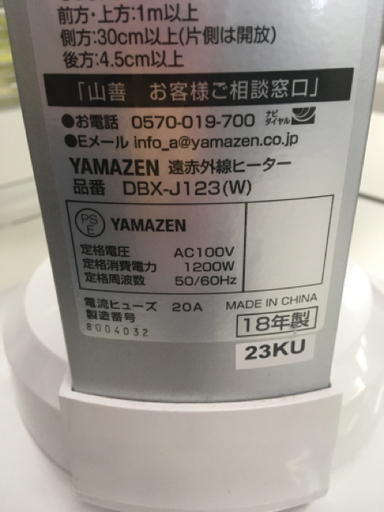 前方・上方:1m以上
側方:30cm以上(片側は開放)
後方:4.5cm以上
「山善 お客様ご相談窓口」
●お電話 0570-019-700 ナビダイヤル
●Eメール info_a@yamazen.co.jp
YAMAZEN 遠赤外線ヒーター
品番 DBX-J123(W)
PSE YAMAZEN
定格電圧 AC100V
定格消費電力 1200W
定格周波数 50/60Hz
電流ヒューズ 20A MADE IN CHINA
製造番号 18年製
8004032
23KU